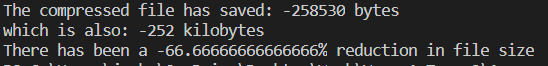 The compressed file has saved: -258530 bytes
which is also: -252 kilobytes
There has been a -66.66666666666666% reduction in file size